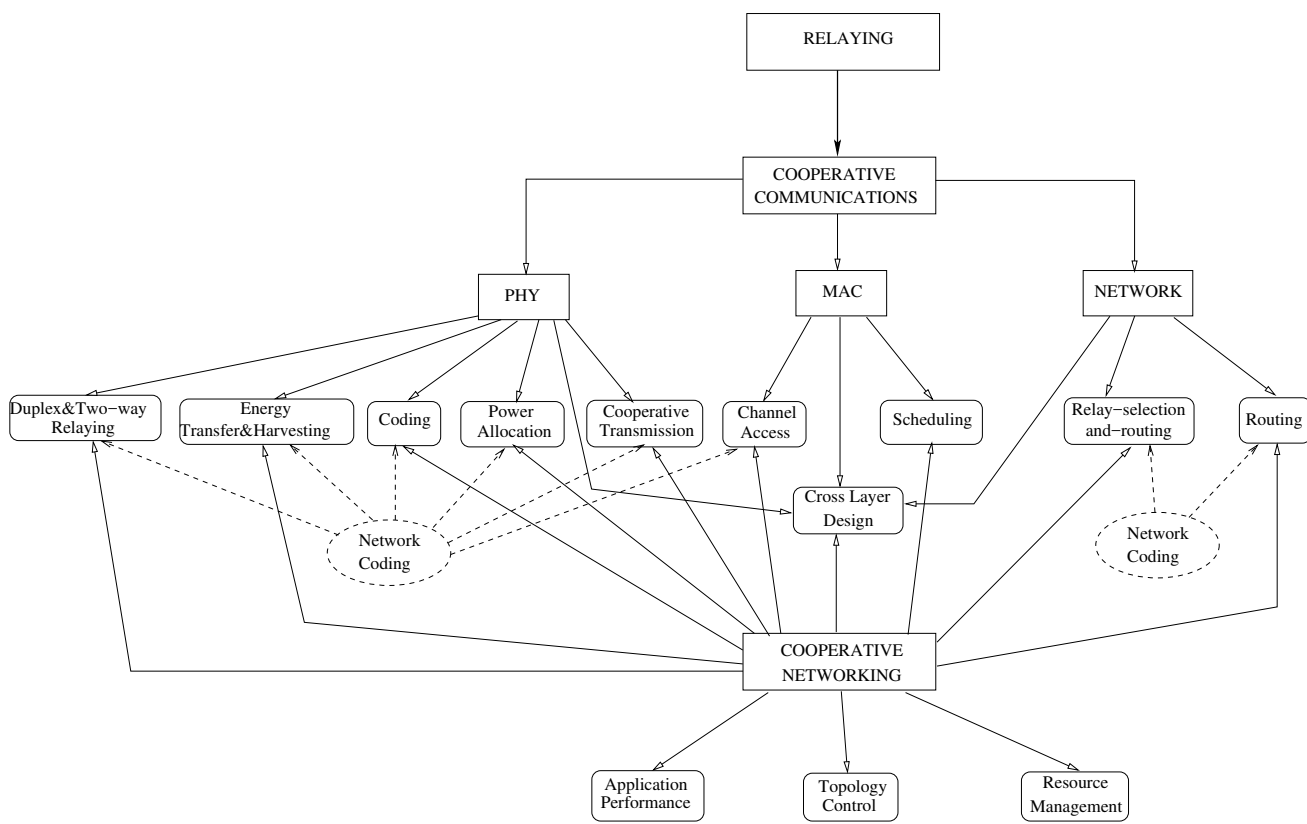 RELAYING
COOPERATIVE
COMMUNICATIONS
PHY
MAC
NETWORK
Duplex&Two-way
Relaying
Energy
Transfer&Harvesting
Coding
Power
Allocation
Cooperative
Transmission
Channel
Access
Scheduling
Relay-selection
and-routing
Routing
Cross Layer
Design
Network
Coding
Network
Coding
COOPERATIVE
NETWORKING
Application
Performance
Topology
Control
Resource
Management